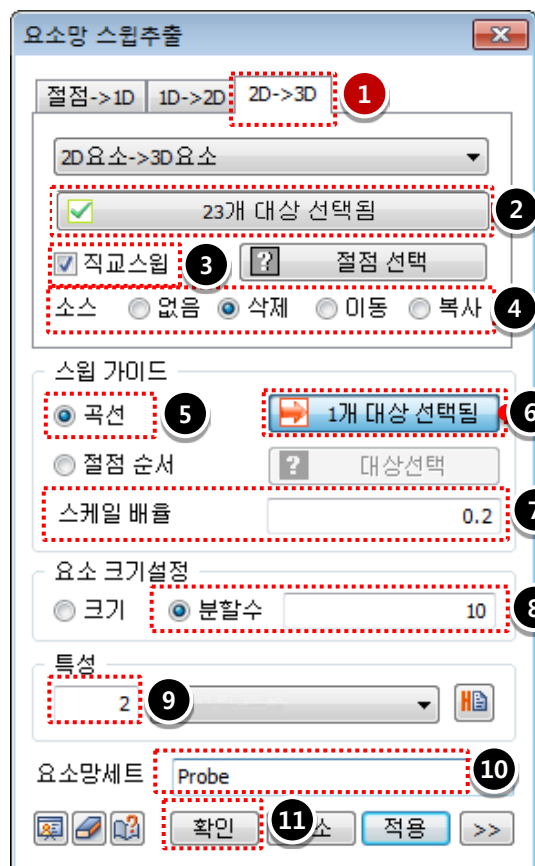 요소망 스윕추출
절점->1D 1D->2D 2D->3D 1
2D요소->3D요소
23개 대상 선택됨 2
직교스윕 3 ? 절점 선택
소스 없음 삭제 이동 복사 4
스윕 가이드
곡선 5 1개 대상 선택됨 6
절점 순서 ? 대상선택
스케일 배율 0.2 7
요소 크기설정
크기 분할수 10 8
특성
2 9
요소망세트 Probe 10
확인 11 소 적용 >>